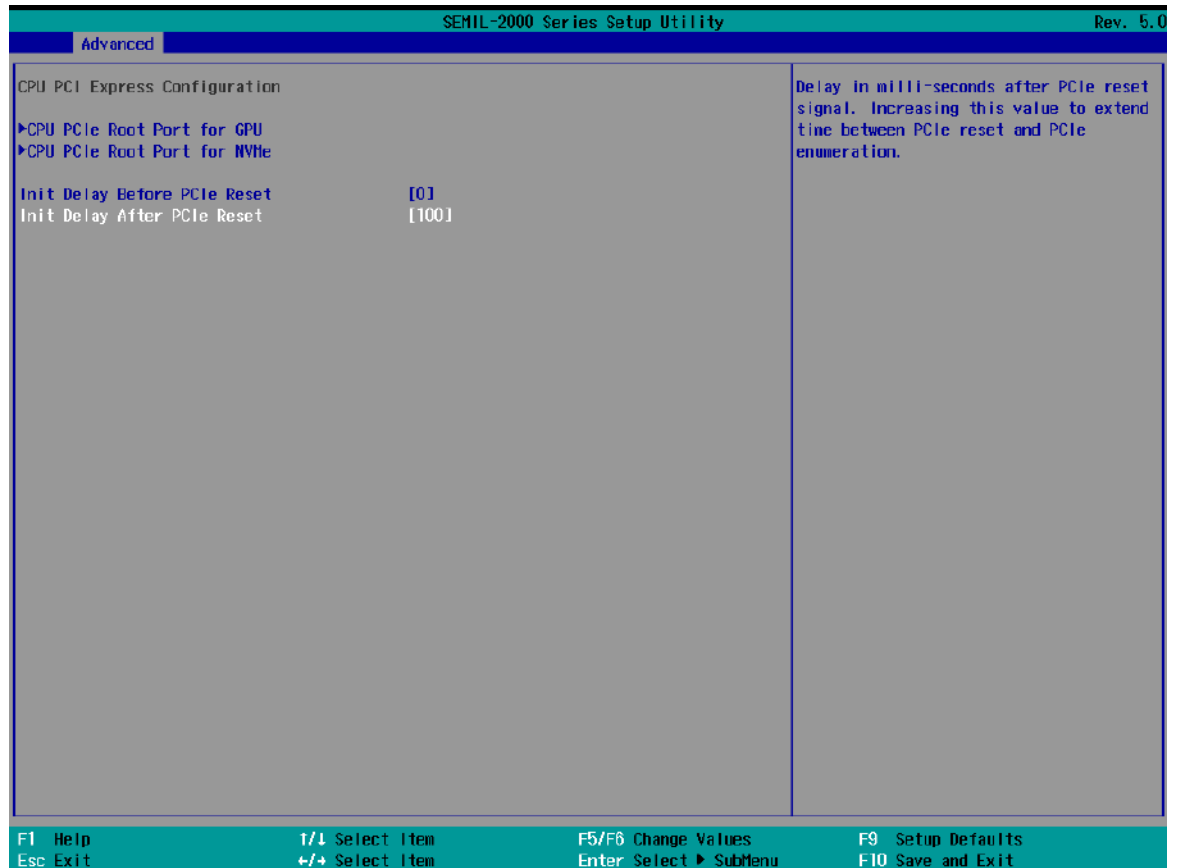 SEMIL-2000 Series Setup Utility Rev. 5.0
Advanced
CPU PCI Express Configuration
▶CPU PCIe Root Port for GPU
▶CPU PCIe Root Port for NVMe
Init Delay Before PCIe Reset [0]
Init Delay After PCIe Reset [100]
Delay in milli-seconds after PCIe reset
signal. Increasing this value to extend
time between PCIe reset and PCIe
enumeration.
F1 Help ↑/↓ Select Item F5/F6 Change Values F9 Setup Defaults
Esc Exit ←/→ Select Item Enter Select ▶ SubMenu F10 Save and Exit